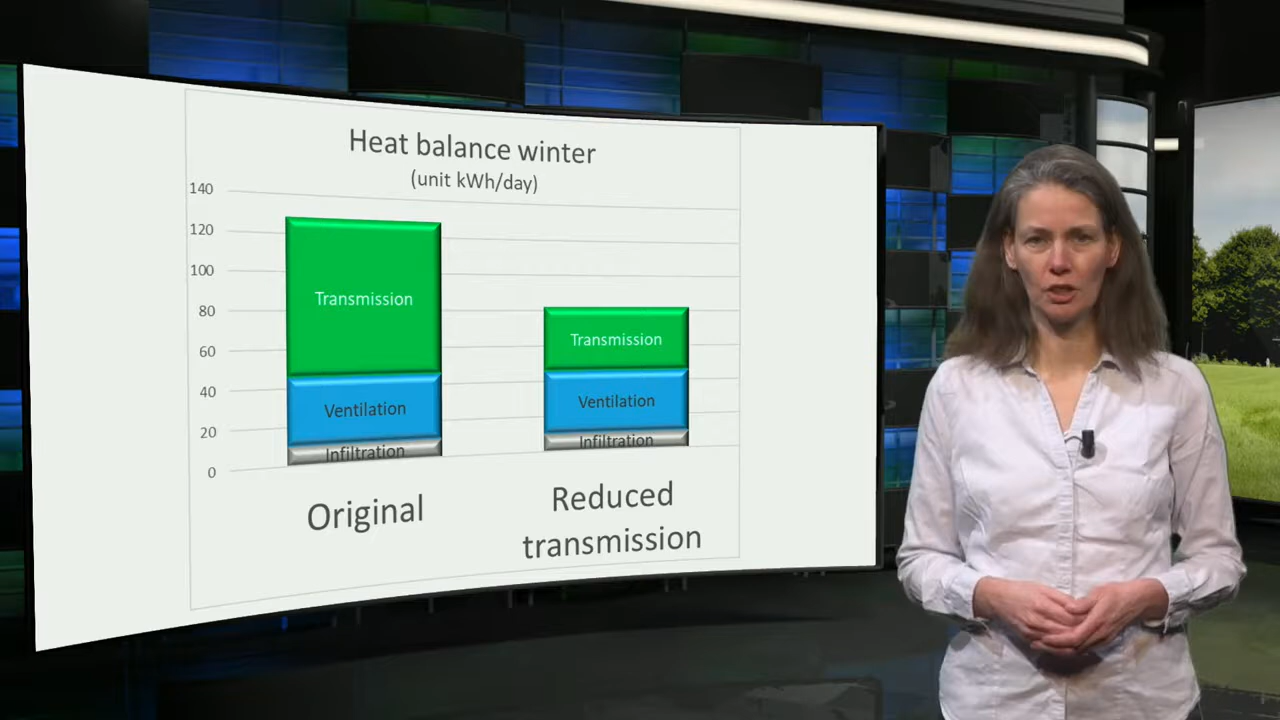 Heat balance winter
(unit kWh/day)
140
120
100
80
60
40
20
0
Transmission
Ventilation
Infiltration
Transmission
Ventilation
Infiltration
Original
Reduced
transmission